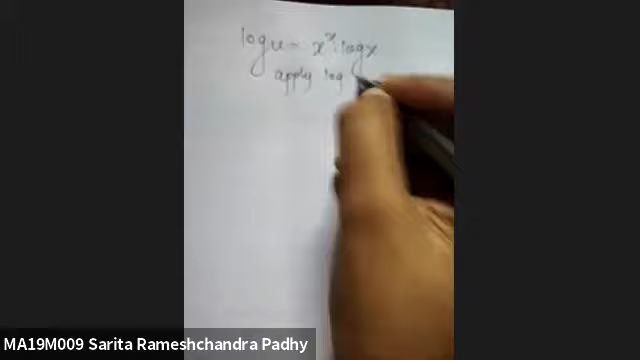 log u = x^x . log x
apply log
MA19M009 Sarita Rameshchandra Padhy